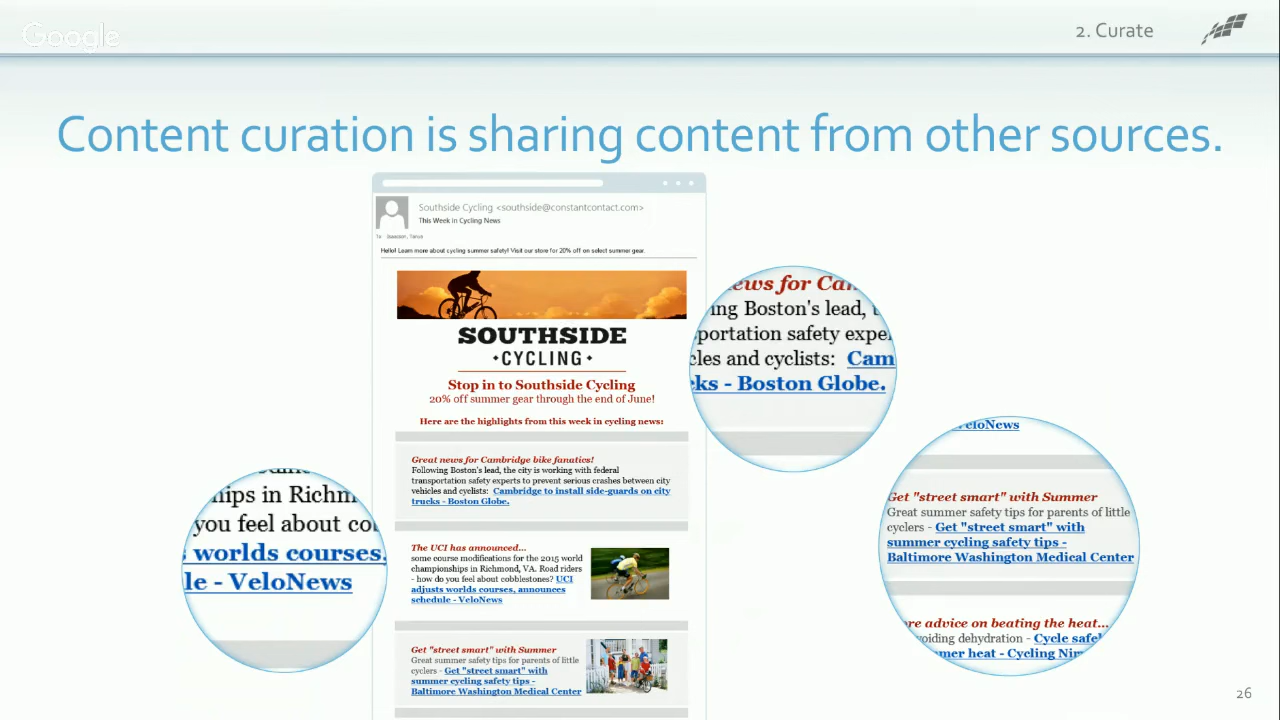 Google
2. Curate
Content curation is sharing content from other sources.
Southside Cycling <southside@constantcontact.com>
This Week in Cycling News
Hello! Learn more about cycling summer safety! Visit our store for 20% off on select summer gear.
SOUTHSIDE
•CYCLING•
Stop in to Southside Cycling
20% off summer gear through the end of June!
Here are the highlights from this week in cycling news:
Great news for Cambridge bike fanatics!
Following Boston's lead, the city is working with federal
transportation safety experts to prevent serious crashes between city
vehicles and cyclists: Cambridge to install side-guards on city
trucks - Boston Globe.
The UCI has announced...
some course modifications for the 2015 world
championships in Richmond, VA. Road riders
- how do you feel about cobblestones? UCI
adjusts worlds courses, announces
schedule - VeloNews
Get "street smart" with Summer
Great summer safety tips for parents of little
cyclers - Get "street smart" with
summer cycling safety tips -
Baltimore Washington Medical Center
ews for Cam
ing Boston's lead, t
portation safety expe
cles and cyclists: Cam
cks - Boston Globe.
hips in Richm
you feel about co
s worlds courses,
le - VeloNews
VeloNews
Get "street smart" with Summer
Great summer safety tips for parents of little
cyclers - Get "street smart" with
summer cycling safety tips -
Baltimore Washington Medical Center
re advice on beating the heat...
voiding dehydration - Cycle safel
mer heat - Cycling Nir
26